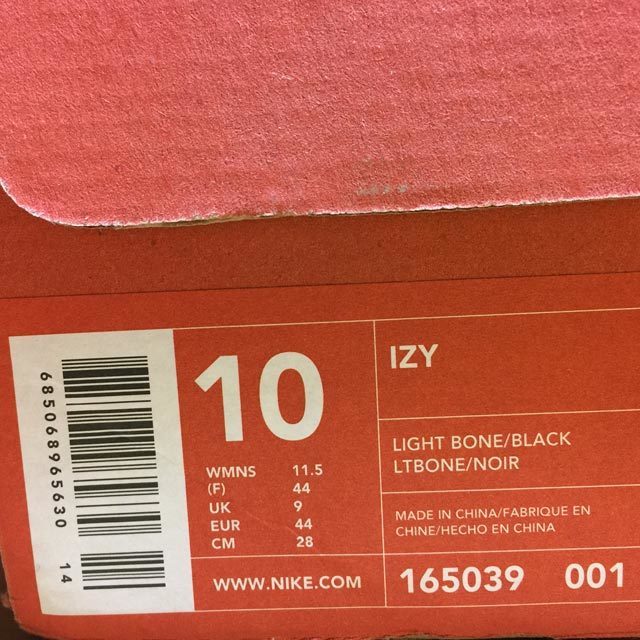 685068965630
14
10
WMNS 11.5
(F) 44
UK 9
EUR 44
CM 28
WWW.NIKE.COM
IZY
LIGHT BONE/BLACK
LTBONE/NOIR
MADE IN CHINA/FABRIQUE EN
CHINE/HECHO EN CHINA
165039 001